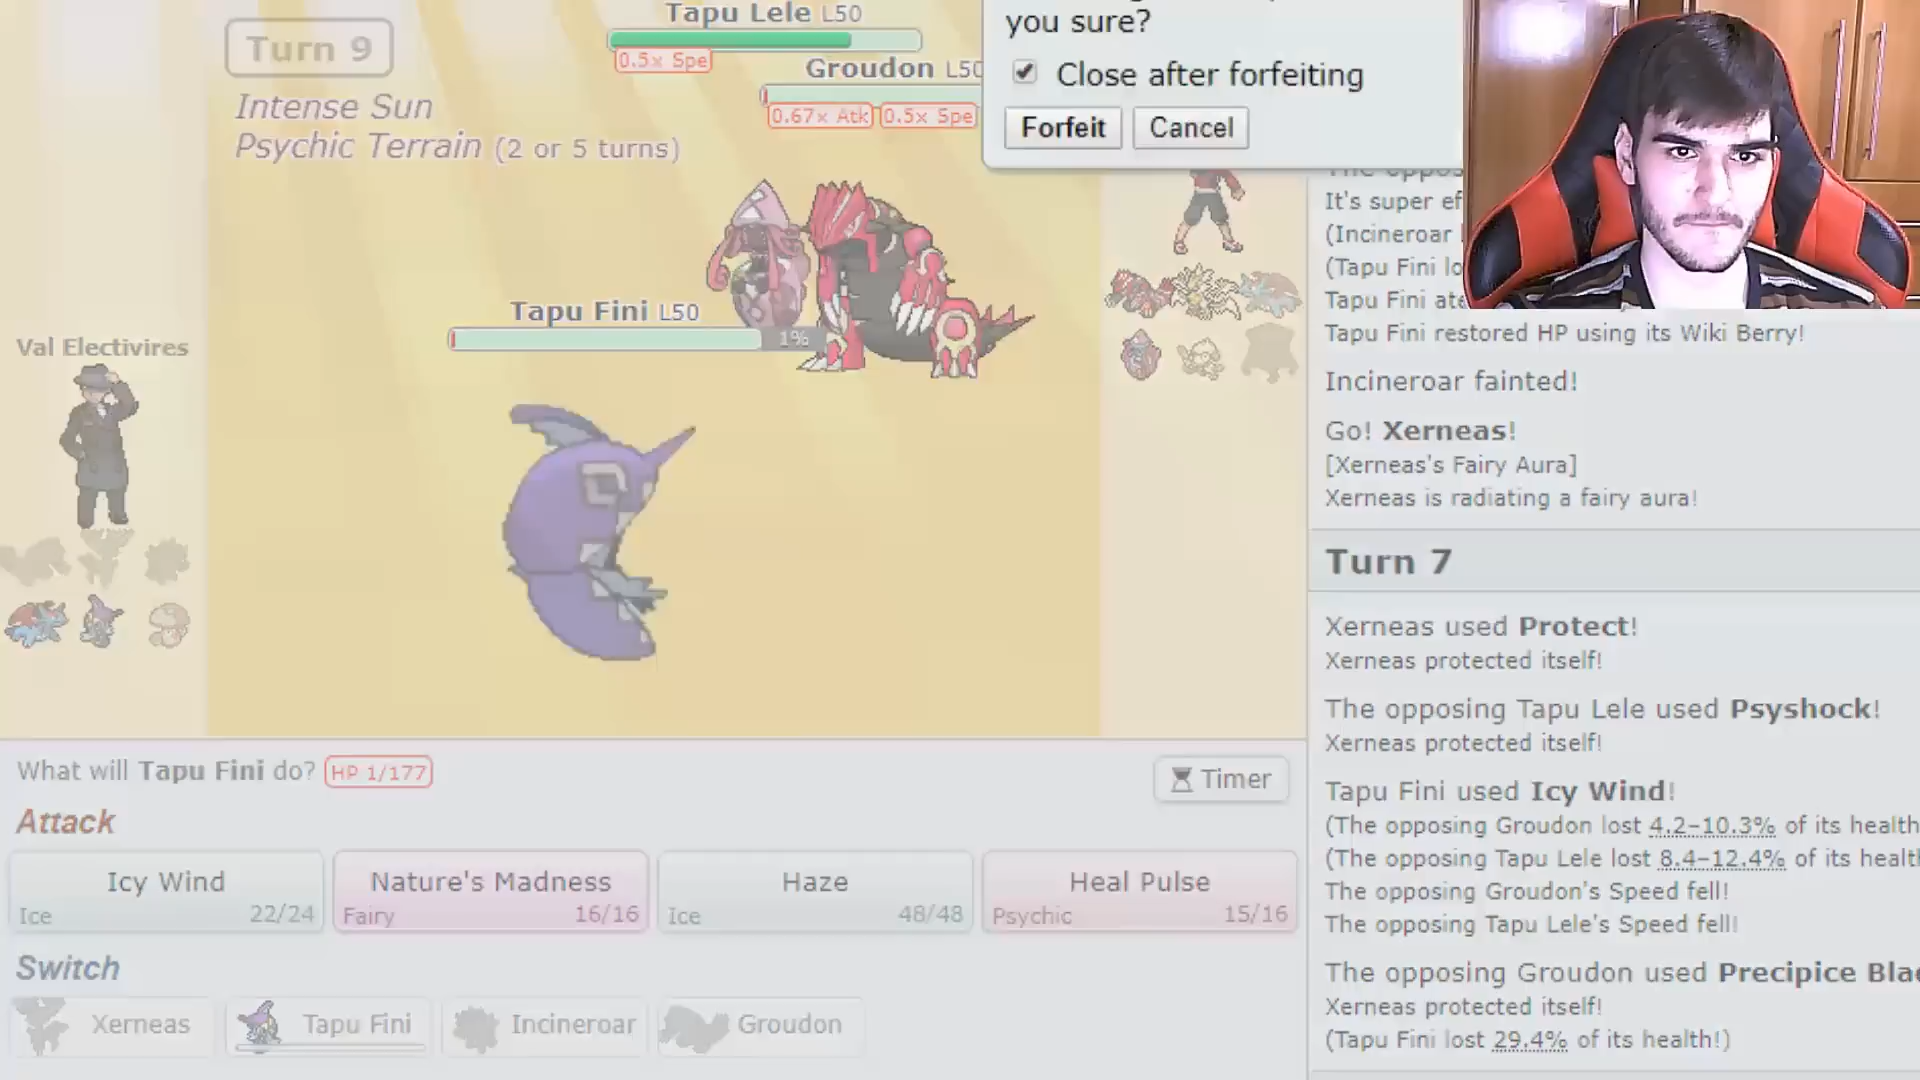 Turn 9
Intense Sun
Psychic Terrain (2 or 5 turns)
Tapu Lele L50
0.5x Spe
Groudon L50
0.67x Atk 0.5x Spe
you sure?
Close after forfeiting
Forfeit Cancel
Tapu Fini L50
1%
Val Electivires
It's super ef
(Incineroar
(Tapu Fini lo
Tapu Fini ate
Tapu Fini restored HP using its Wiki Berry!
Incineroar fainted!
Go! Xerneas!
[Xerneas's Fairy Aura]
Xerneas is radiating a fairy aura!
Turn 7
Xerneas used Protect!
Xerneas protected itself!
The opposing Tapu Lele used Psyshock!
Xerneas protected itself!
Tapu Fini used Icy Wind!
(The opposing Groudon lost 4.2–10.3% of its health
(The opposing Tapu Lele lost 8.4–12.4% of its healt
The opposing Groudon's Speed fell!
The opposing Tapu Lele's Speed fell!
The opposing Groudon used Precipice Bla
Xerneas protected itself!
(Tapu Fini lost 29.4% of its health!)
What will Tapu Fini do? HP 1/177
Timer
Attack
Icy Wind
Ice 22/24
Nature's Madness
Fairy 16/16
Haze
Ice 48/48
Heal Pulse
Psychic 15/16
Switch
Xerneas Tapu Fini Incineroar Groudon